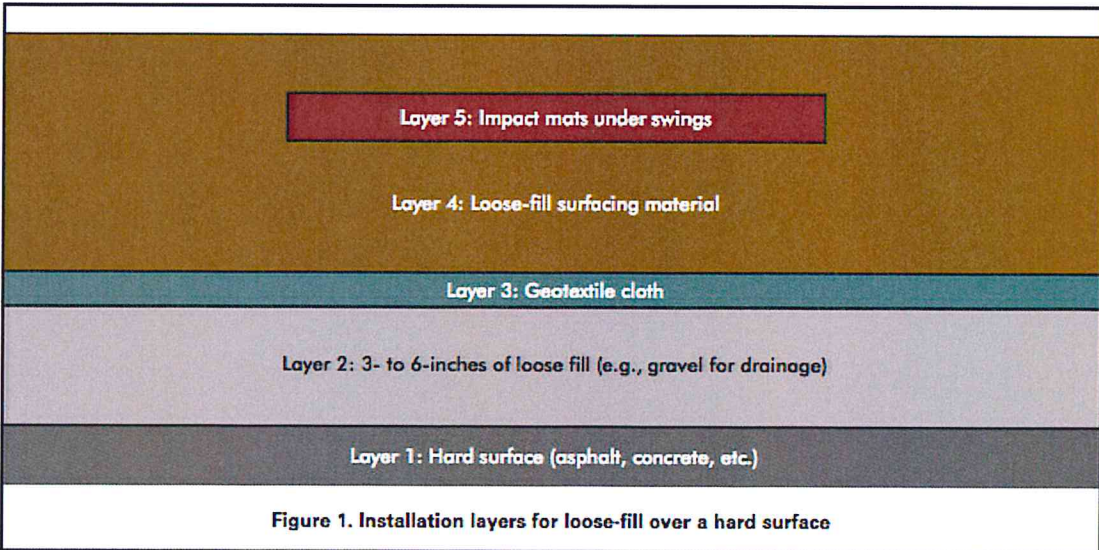 Layer 5: Impact mats under swings
Layer 4: Loose-fill surfacing material
Layer 3: Geotextile cloth
Layer 2: 3- to 6-inches of loose fill (e.g., gravel for drainage)
Layer 1: Hard surface (asphalt, concrete, etc.)
Figure 1. Installation layers for loose-fill over a hard surface